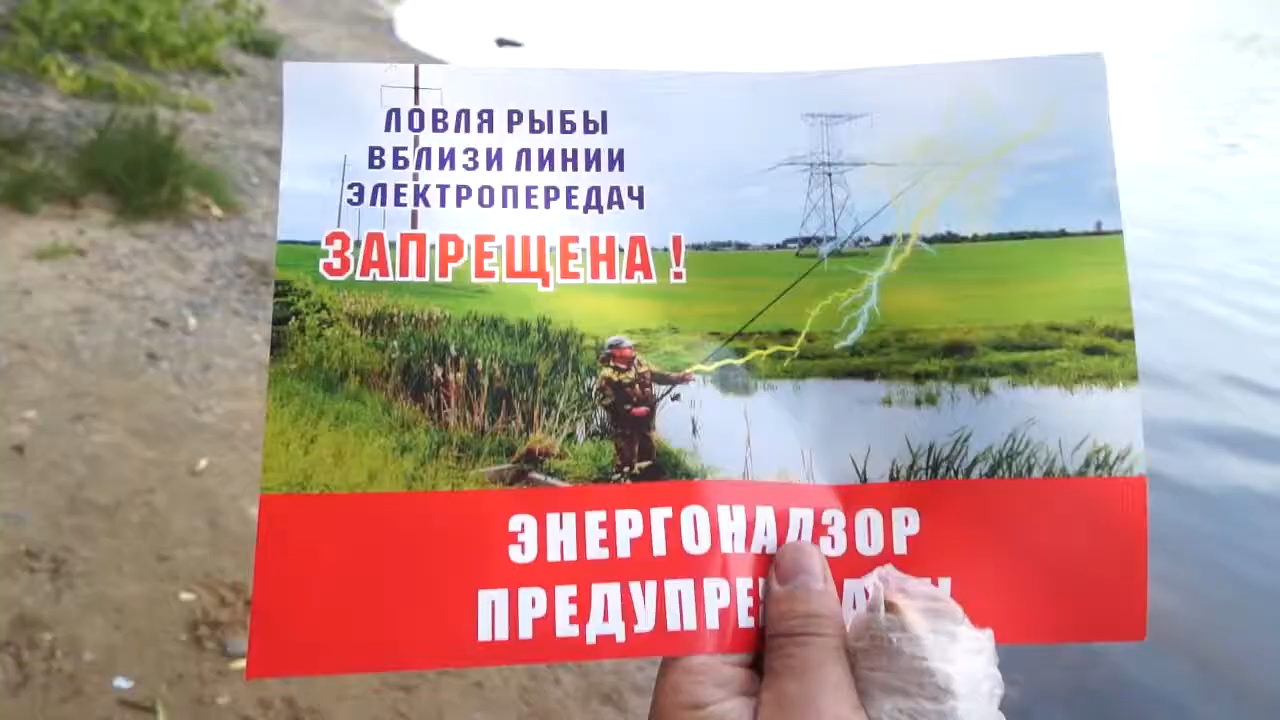 ЛОВЛЯ РЫБЫ
ВБЛИЗИ ЛИНИИ
ЭЛЕКТРОПЕРЕДАЧ
ЗАПРЕЩЕНА !
ЭНЕРГОНАДЗОР